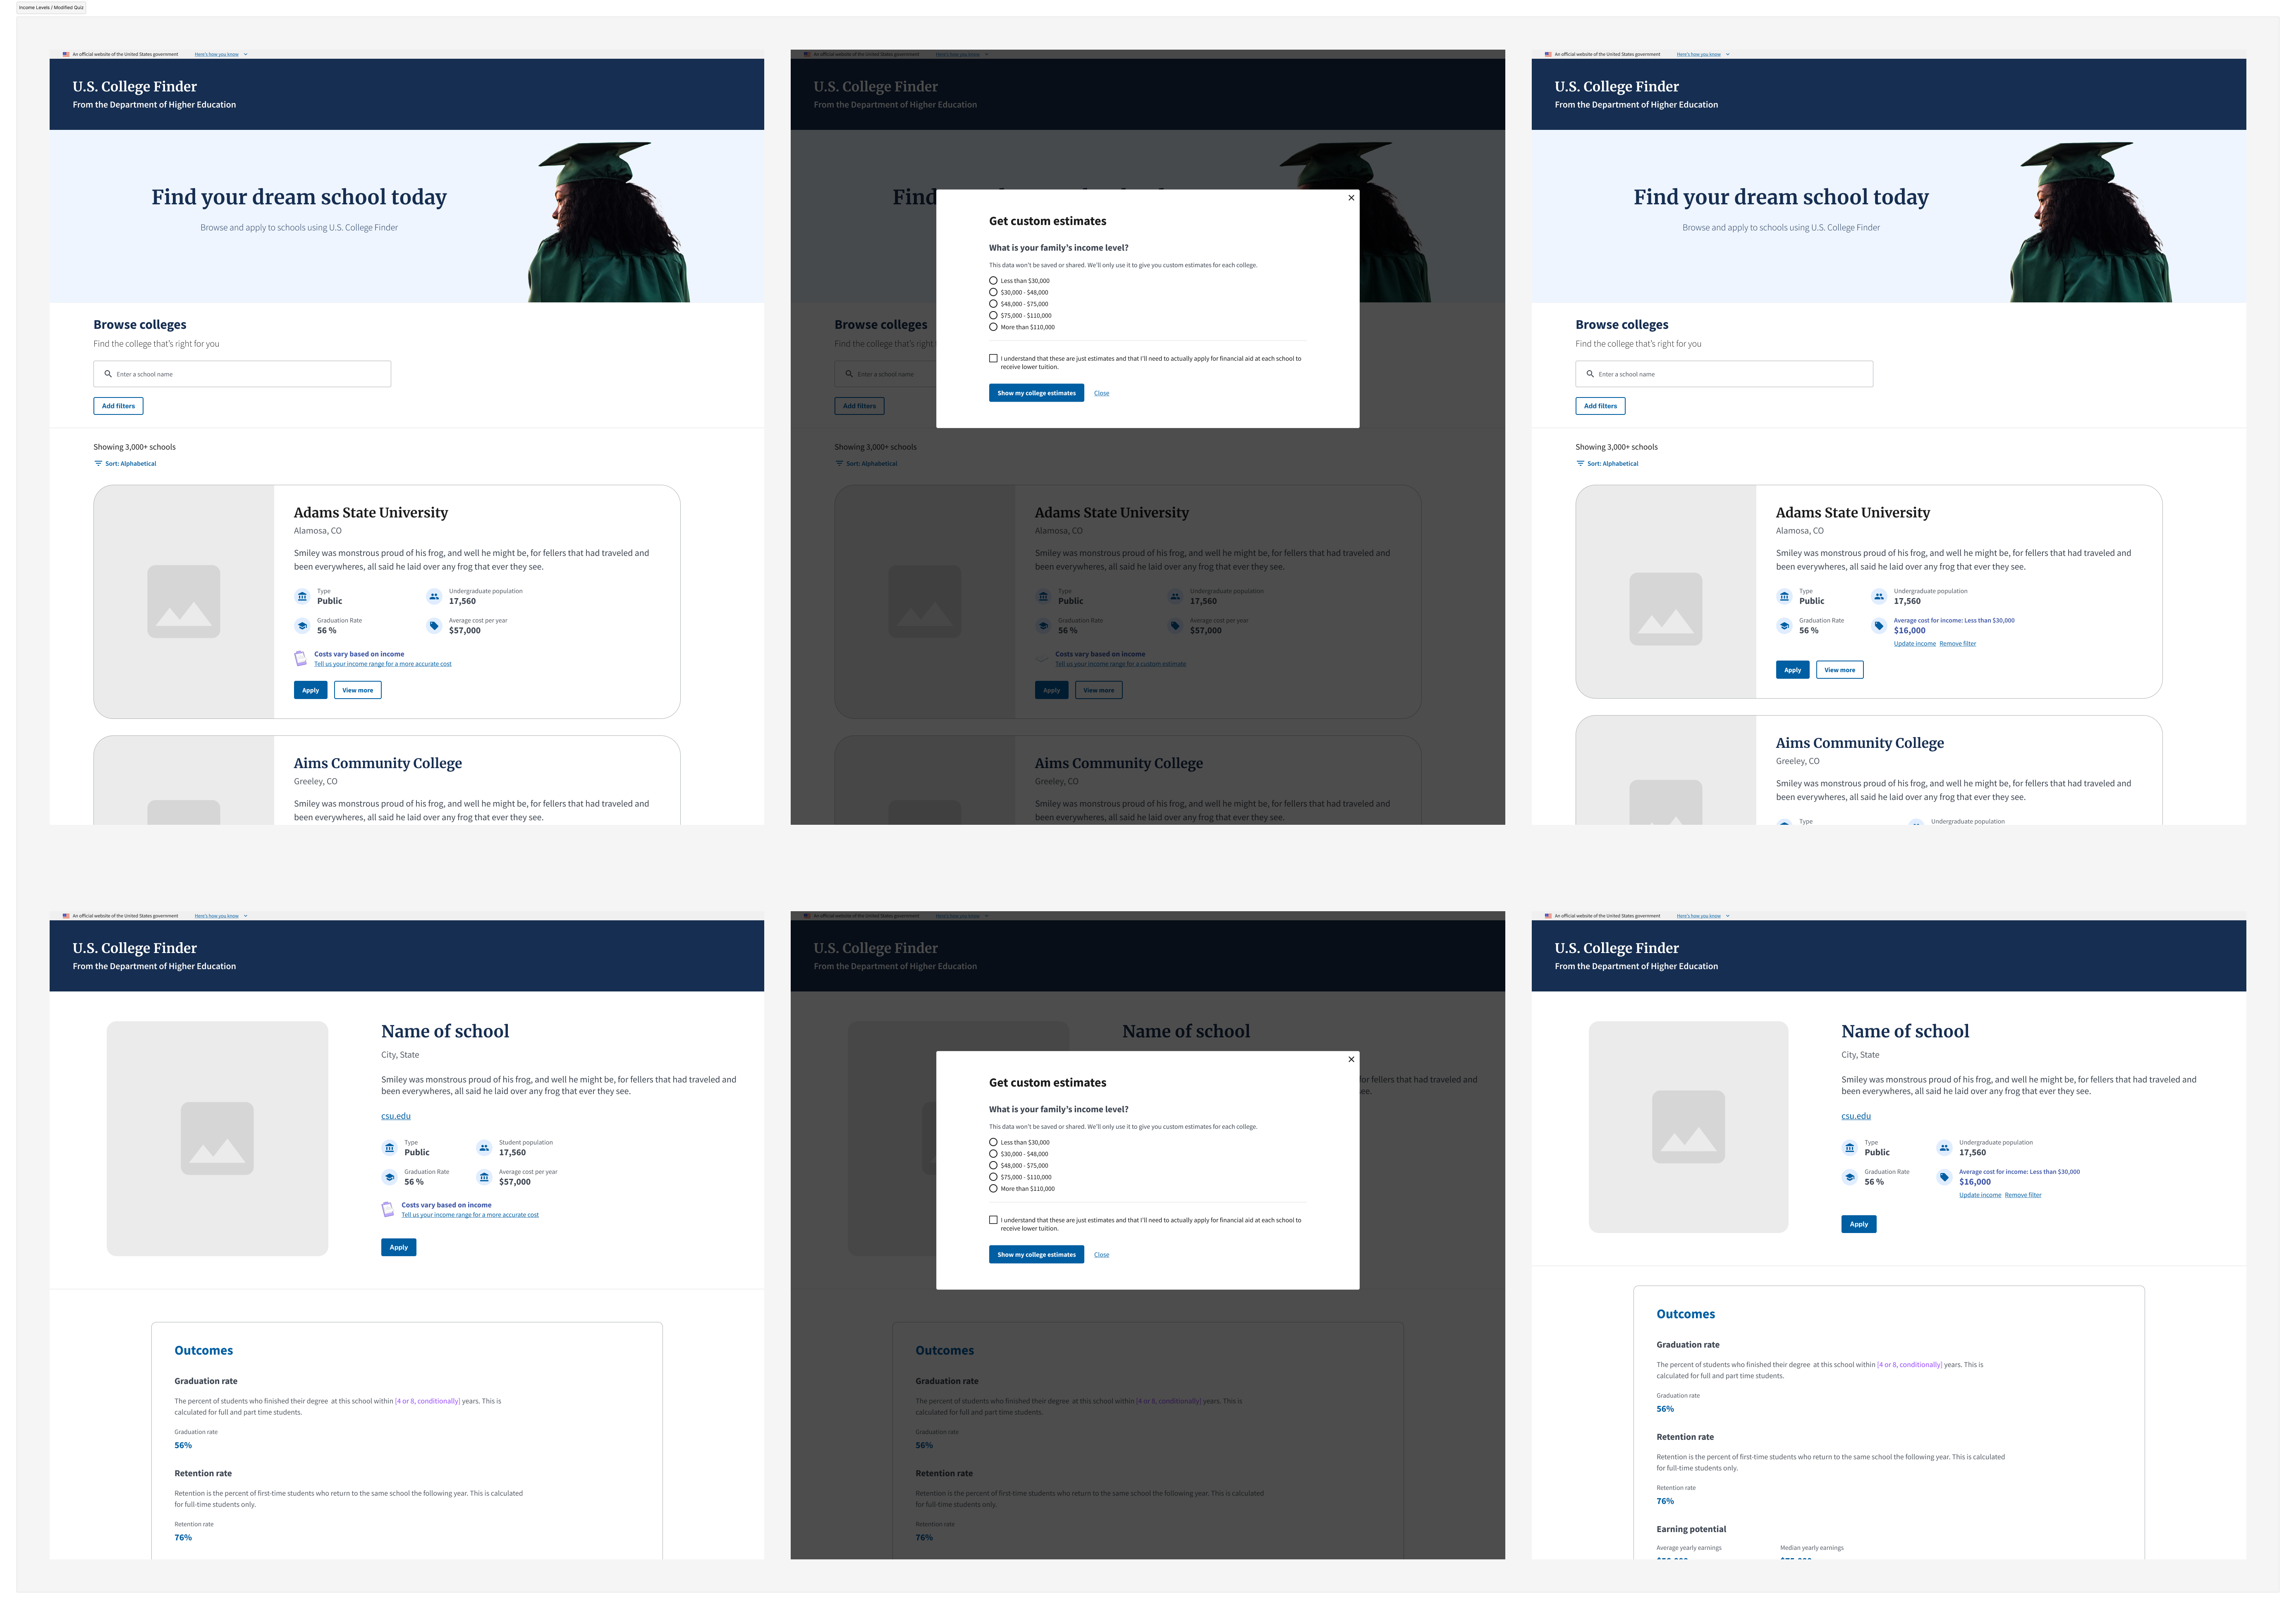 Income Levels / Modified Quiz
An official website of the United States government Here's how you know
U.S. College Finder
From the Department of Higher Education
Find your dream school today
Browse and apply to schools using U.S. College Finder
Browse colleges
Find the college that's right for you
Enter a school name
Add filters
Showing 3,000+ schools
Sort: Alphabetical
Adams State University
Alamosa, CO
Smiley was monstrous proud of his frog, and well he might be, for fellers that had traveled and
been everywheres, all said he laid over any frog that ever they see.
Type
Public
Undergraduate population
17,560
Graduation Rate
56 %
Average cost per year
$57,000
Costs vary based on income
Tell us your income range for a more accurate cost
Apply
View more
Aims Community College
Greeley, CO
Smiley was monstrous proud of his frog, and well he might be, for fellers that had traveled and
been everywheres, all said he laid over any frog that ever they see.
An official website of the United States government Here's how you know
U.S. College Finder
From the Department of Higher Education
Find
Get custom estimates
What is your family's income level?
This data won't be saved or shared. We'll only use it to give you custom estimates for each college.
Less than $30,000
$30,000 - $48,000
$48,000 - $75,000
$75,000 - $110,000
More than $110,000
I understand that these are just estimates and that I'll need to actually apply for financial aid at each school to
receive lower tuition.
Show my college estimates
Close
Browse colleges
Find the college that's right
Enter a school name
Add filters
Showing 3,000+ schools
Sort: Alphabetical
Adams State University
Alamosa, CO
Smiley was monstrous proud of his frog, and well he might be, for fellers that had traveled and
been everywheres, all said he laid over any frog that ever they see.
Type
Public
Undergraduate population
17,560
Graduation Rate
56 %
Average cost per year
$57,000
Costs vary based on income
Tell us your income range for a custom estimate
Apply
View more
Aims Community College
Greeley, CO
Smiley was monstrous proud of his frog, and well he might be, for fellers that had traveled and
been everywheres, all said he laid over any frog that ever they see.
An official website of the United States government Here's how you know
U.S. College Finder
From the Department of Higher Education
Find your dream school today
Browse and apply to schools using U.S. College Finder
Browse colleges
Find the college that's right for you
Enter a school name
Add filters
Showing 3,000+ schools
Sort: Alphabetical
Adams State University
Alamosa, CO
Smiley was monstrous proud of his frog, and well he might be, for fellers that had traveled and
been everywheres, all said he laid over any frog that ever they see.
Type
Public
Undergraduate population
17,560
Graduation Rate
56 %
Average cost for income: Less than $30,000
$16,000
Update income Remove filter
Apply
View more
Aims Community College
Greeley, CO
Smiley was monstrous proud of his frog, and well he might be, for fellers that had traveled and
been everywheres, all said he laid over any frog that ever they see.
Type
Undergraduate population
An official website of the United States government Here's how you know
U.S. College Finder
From the Department of Higher Education
Name of school
City, State
Smiley was monstrous proud of his frog, and well he might be, for fellers that had traveled and
been everywheres, all said he laid over any frog that ever they see.
csu.edu
Type
Public
Student population
17,560
Graduation Rate
56 %
Average cost per year
$57,000
Costs vary based on income
Tell us your income range for a more accurate cost
Apply
Outcomes
Graduation rate
The percent of students who finished their degree at this school within [4 or 8, conditionally] years. This is
calculated for full and part time students.
Graduation rate
56%
Retention rate
Retention is the percent of first-time students who return to the same school the following year. This is calculated
for full-time students only.
Retention rate
76%
An official website of the United States government Here's how you know
U.S. College Finder
From the Department of Higher Education
Name of school
for fellers that had traveled and
ee.
Get custom estimates
What is your family's income level?
This data won't be saved or shared. We'll only use it to give you custom estimates for each college.
Less than $30,000
$30,000 - $48,000
$48,000 - $75,000
$75,000 - $110,000
More than $110,000
I understand that these are just estimates and that I'll need to actually apply for financial aid at each school to
receive lower tuition.
Show my college estimates
Close
Outcomes
Graduation rate
The percent of students who finished their degree at this school within [4 or 8, conditionally] years. This is
calculated for full and part time students.
Graduation rate
56%
Retention rate
Retention is the percent of first-time students who return to the same school the following year. This is calculated
for full-time students only.
Retention rate
76%
An official website of the United States government Here's how you know
U.S. College Finder
From the Department of Higher Education
Name of school
City, State
Smiley was monstrous proud of his frog, and well he might be, for fellers that had traveled and
been everywheres, all said he laid over any frog that ever they see.
csu.edu
Type
Public
Undergraduate population
17,560
Graduation Rate
56 %
Average cost for income: Less than $30,000
$16,000
Update income Remove filter
Apply
Outcomes
Graduation rate
The percent of students who finished their degree at this school within [4 or 8, conditionally] years. This is
calculated for full and part time students.
Graduation rate
56%
Retention rate
Retention is the percent of first-time students who return to the same school the following year. This is calculated
for full-time students only.
Retention rate
76%
Earning potential
Average yearly earnings
Median yearly earnings